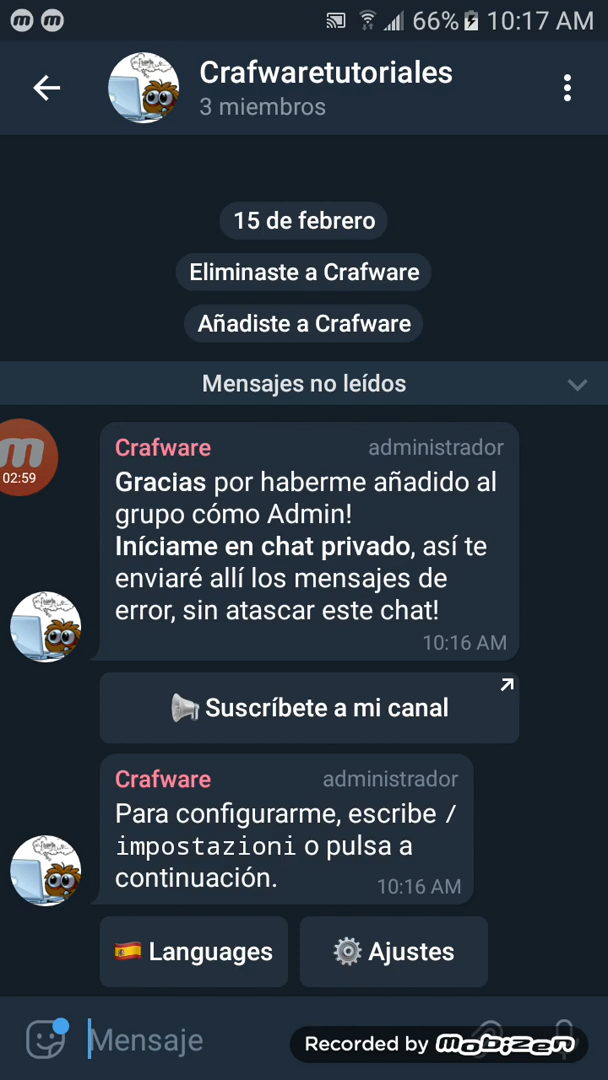 66% 10:17 AM
Crafwaretutoriales
3 miembros
15 de febrero
Eliminaste a Crafware
Añadiste a Crafware
Mensajes no leídos
02:59
Crafware administrador
Gracias por haberme añadido al
grupo cómo Admin!
Iníciame en chat privado, así te
enviaré allí los mensajes de
error, sin atascar este chat!
10:16 AM
Suscríbete a mi canal
Crafware administrador
Para configurarme, escribe /
impostazioni o pulsa a
continuación.
10:16 AM
Languages Ajustes
Mensaje
Recorded by mobizen